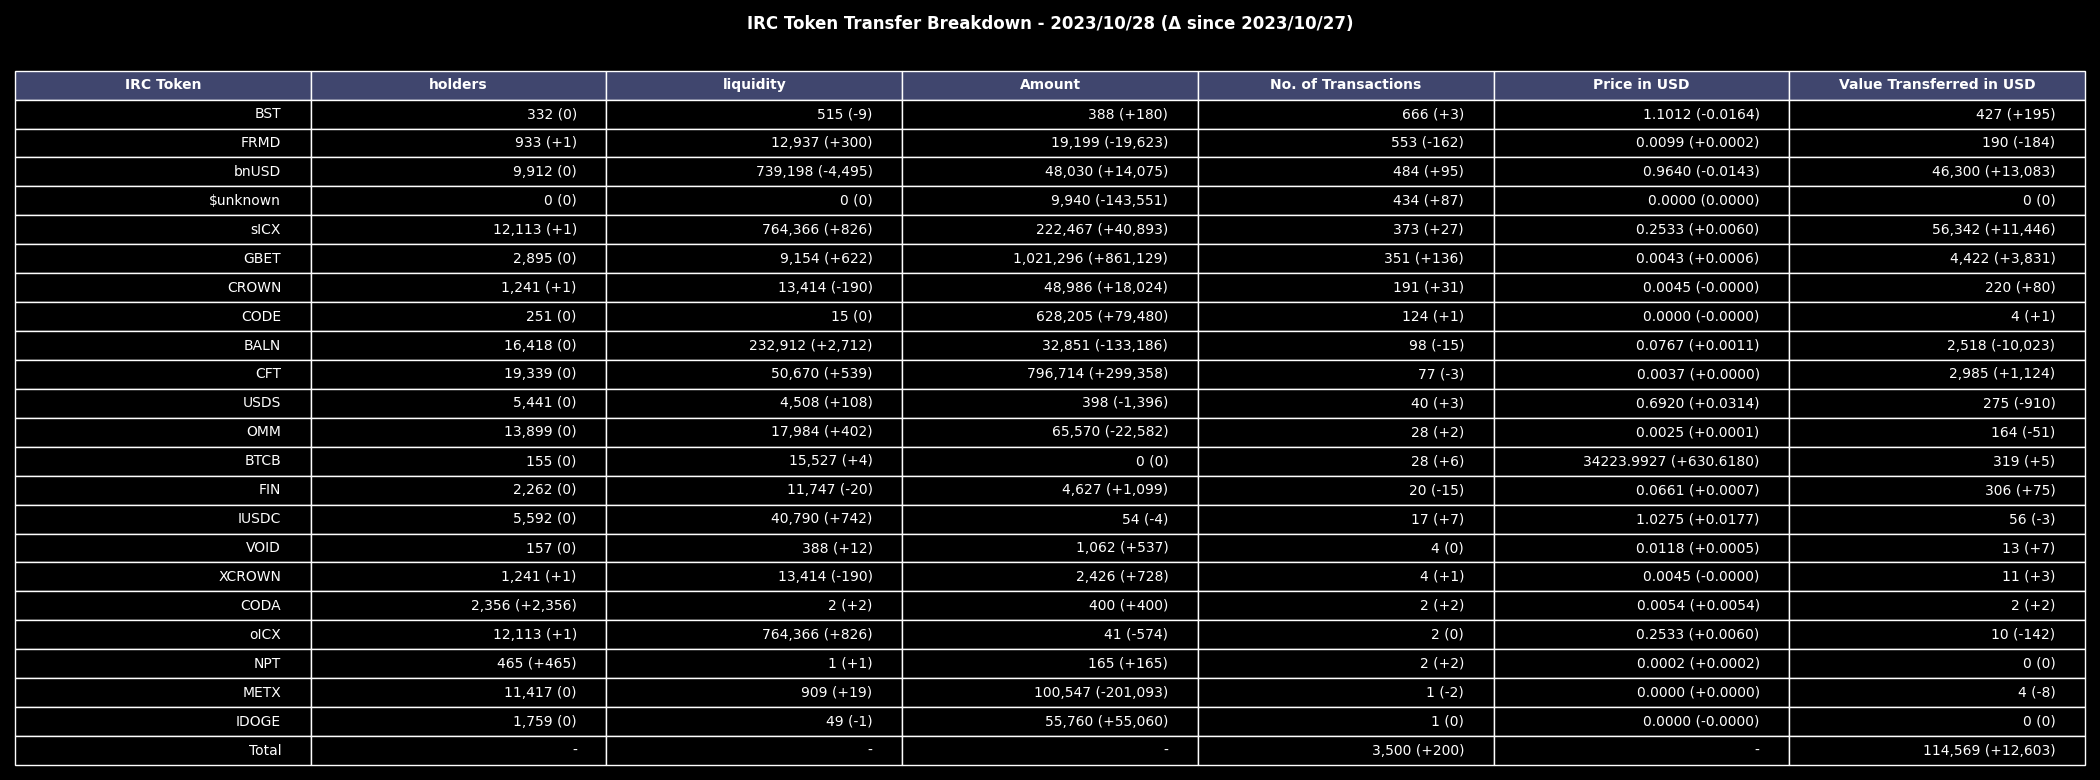 IRC Token Transfer Breakdown - 2023/10/28 (Δ since 2023/10/27)
IRC Token holders liquidity Amount No. of Transactions Price in USD Value Transferred in USD
BST 332 (0) 515 (-9) 388 (+180) 666 (+3) 1.1012 (-0.0164) 427 (+195)
FRMD 933 (+1) 12,937 (+300) 19,199 (-19,623) 553 (-162) 0.0099 (+0.0002) 190 (-184)
bnUSD 9,912 (0) 739,198 (-4,495) 48,030 (+14,075) 484 (+95) 0.9640 (-0.0143) 46,300 (+13,083)
$unknown 0 (0) 0 (0) 9,940 (-143,551) 434 (+87) 0.0000 (0.0000) 0 (0)
sICX 12,113 (+1) 764,366 (+826) 222,467 (+40,893) 373 (+27) 0.2533 (+0.0060) 56,342 (+11,446)
GBET 2,895 (0) 9,154 (+622) 1,021,296 (+861,129) 351 (+136) 0.0043 (+0.0006) 4,422 (+3,831)
CROWN 1,241 (+1) 13,414 (-190) 48,986 (+18,024) 191 (+31) 0.0045 (-0.0000) 220 (+80)
CODE 251 (0) 15 (0) 628,205 (+79,480) 124 (+1) 0.0000 (-0.0000) 4 (+1)
BALN 16,418 (0) 232,912 (+2,712) 32,851 (-133,186) 98 (-15) 0.0767 (+0.0011) 2,518 (-10,023)
CFT 19,339 (0) 50,670 (+539) 796,714 (+299,358) 77 (-3) 0.0037 (+0.0000) 2,985 (+1,124)
USDS 5,441 (0) 4,508 (+108) 398 (-1,396) 40 (+3) 0.6920 (+0.0314) 275 (-910)
OMM 13,899 (0) 17,984 (+402) 65,570 (-22,582) 28 (+2) 0.0025 (+0.0001) 164 (-51)
BTCB 155 (0) 15,527 (+4) 0 (0) 28 (+6) 34223.9927 (+630.6180) 319 (+5)
FIN 2,262 (0) 11,747 (-20) 4,627 (+1,099) 20 (-15) 0.0661 (+0.0007) 306 (+75)
IUSDC 5,592 (0) 40,790 (+742) 54 (-4) 17 (+7) 1.0275 (+0.0177) 56 (-3)
VOID 157 (0) 388 (+12) 1,062 (+537) 4 (0) 0.0118 (+0.0005) 13 (+7)
XCROWN 1,241 (+1) 13,414 (-190) 2,426 (+728) 4 (+1) 0.0045 (-0.0000) 11 (+3)
CODA 2,356 (+2,356) 2 (+2) 400 (+400) 2 (+2) 0.0054 (+0.0054) 2 (+2)
oICX 12,113 (+1) 764,366 (+826) 41 (-574) 2 (0) 0.2533 (+0.0060) 10 (-142)
NPT 465 (+465) 1 (+1) 165 (+165) 2 (+2) 0.0002 (+0.0002) 0 (0)
METX 11,417 (0) 909 (+19) 100,547 (-201,093) 1 (-2) 0.0000 (+0.0000) 4 (-8)
IDOGE 1,759 (0) 49 (-1) 55,760 (+55,060) 1 (0) 0.0000 (-0.0000) 0 (0)
Total - - - 3,500 (+200) - 114,569 (+12,603)